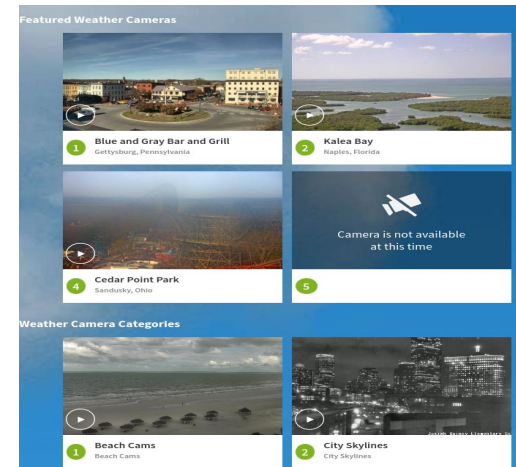 Featured Weather Cameras
1
Blue and Gray Bar and Grill
Gettysburg, Pennsylvania
2
Kalea Bay
Naples, Florida
Camera is not available
at this time
4
Cedar Point Park
Sandusky, Ohio
5
Weather Camera Categories
1
Beach Cams
Beach Cams
2
City Skylines
City Skylines